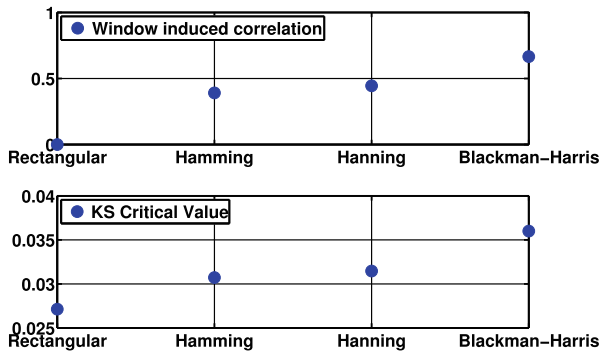 1
Window induced correlation
0.5
0
Rectangular Hamming Hanning Blackman-Harris
0.04
KS Critical Value
0.035
0.03
0.025
Rectangular Hamming Hanning Blackman-Harris